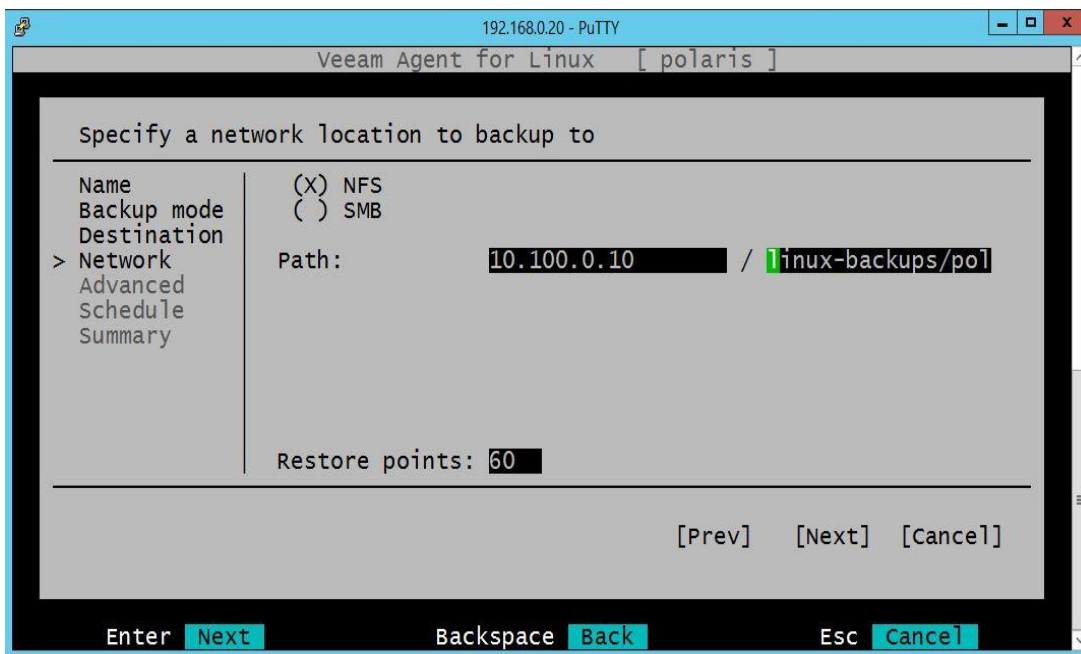 192.168.0.20 - PuTTY
Veeam Agent for Linux [ polaris ]
Specify a network location to backup to
Name
Backup mode
Destination
> Network
Advanced
Schedule
Summary
(X) NFS
( ) SMB
Path: 10.100.0.10 / linux-backups/pol
Restore points: 60
[Prev] [Next] [Cancel]
Enter Next Backspace Back Esc Cancel